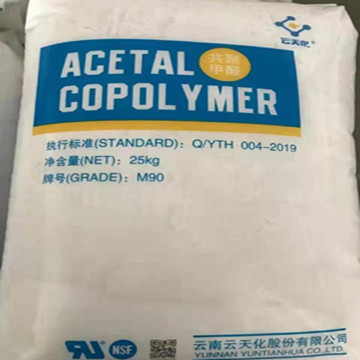 云天化
ACETAL 共聚
COPOLYMER 甲醛
执行标准(STANDARD): Q/YTH 004-2019
净含量(NET): 25kg
牌号(GRADE): M90
NSF
云南云天化股份有限公司
YUNNAN YUNTIANHUA CO.,LTD.